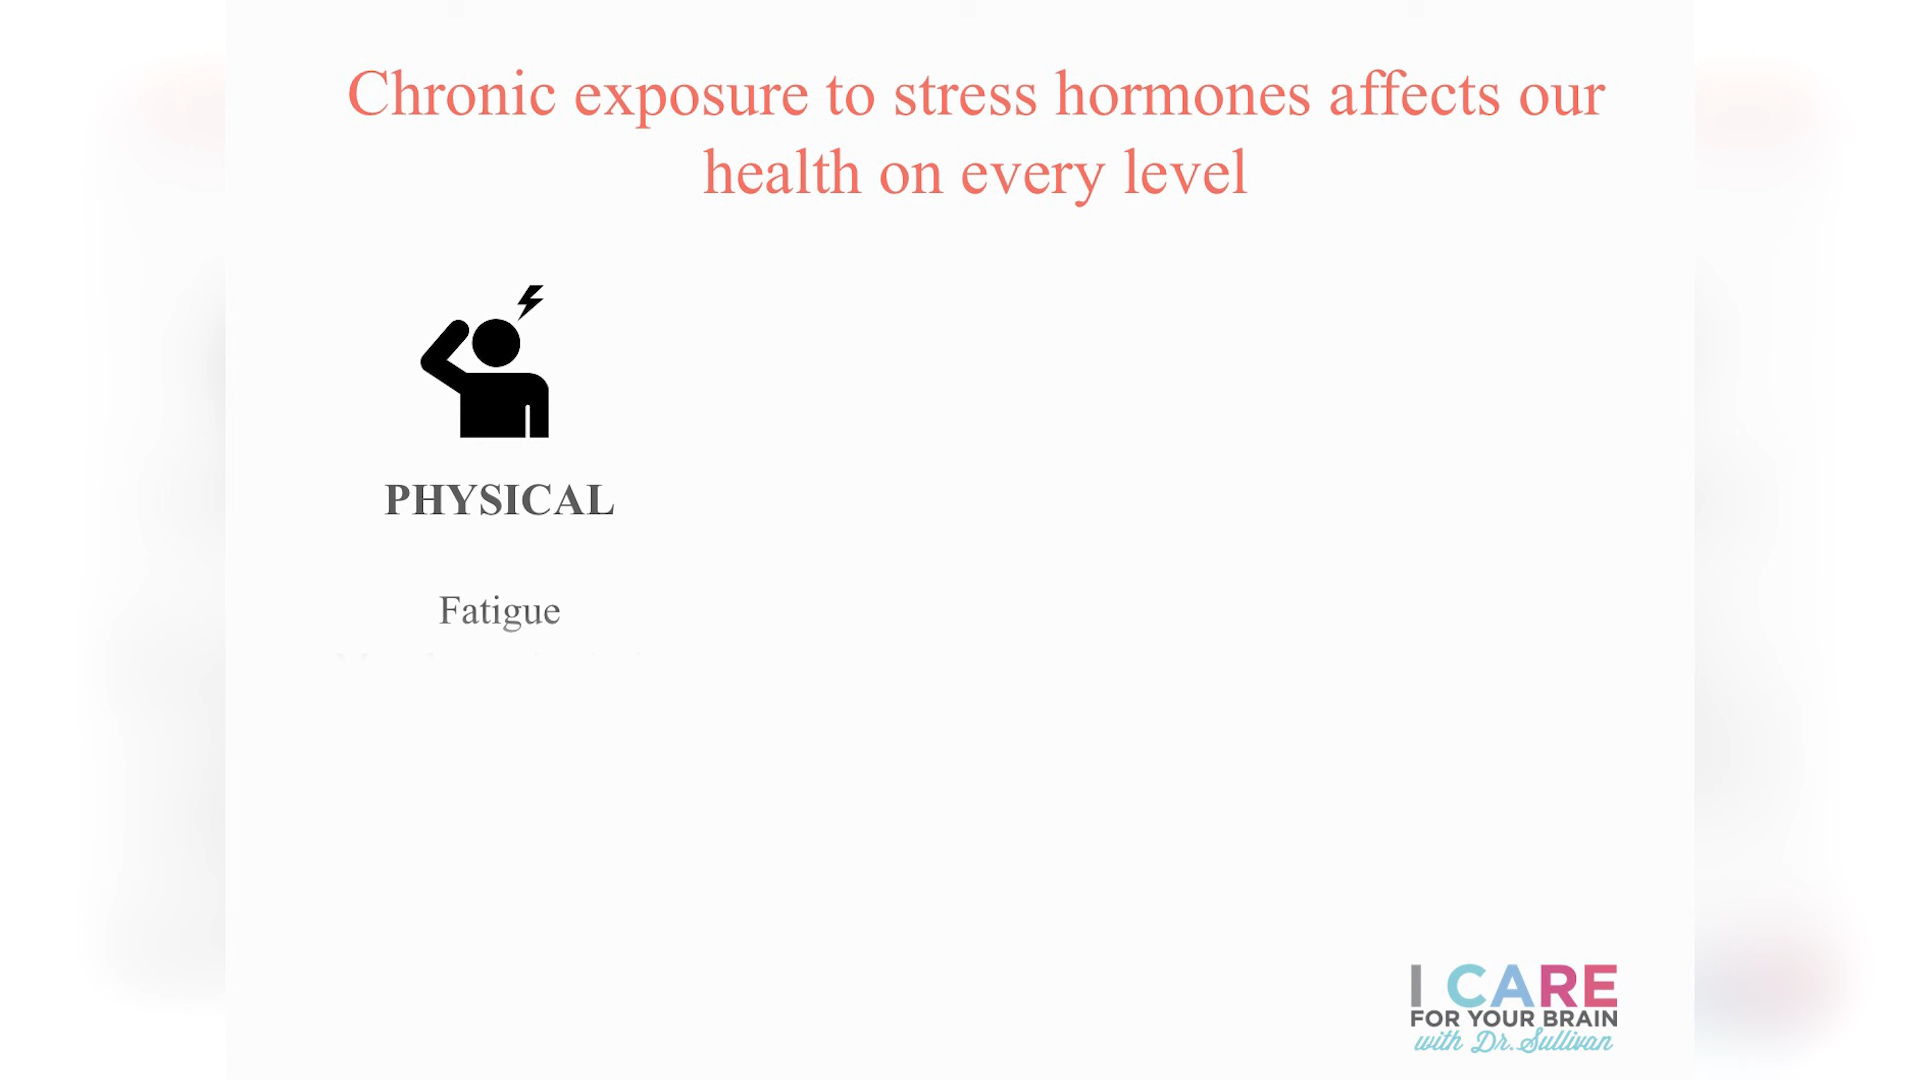 Chronic exposure to stress hormones affects our
health on every level
PHYSICAL
Fatigue
I CARE
FOR YOUR BRAIN
with Dr. Sullivan